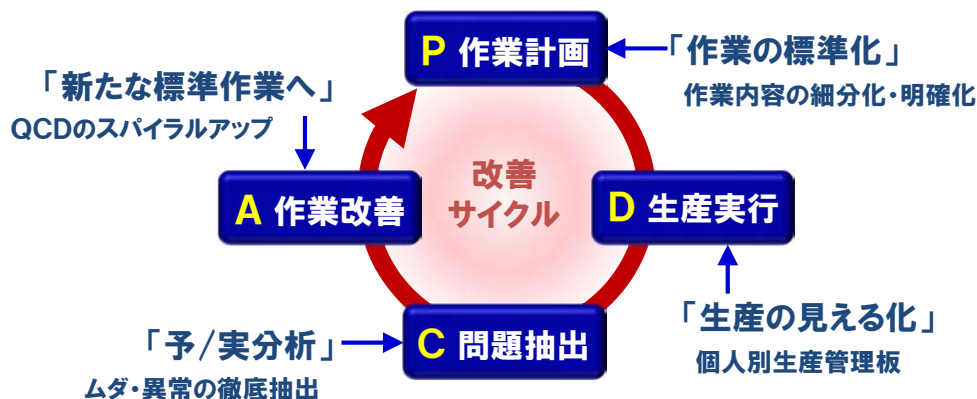 P 作業計画
「作業の標準化」
作業内容の細分化・明確化
「新たな標準作業へ」
QCDのスパイラルアップ
改善
サイクル
A 作業改善
D 生産実行
「生産の見える化」
個人別生産管理板
「予/実分析」
C 問題抽出
ムダ・異常の徹底抽出